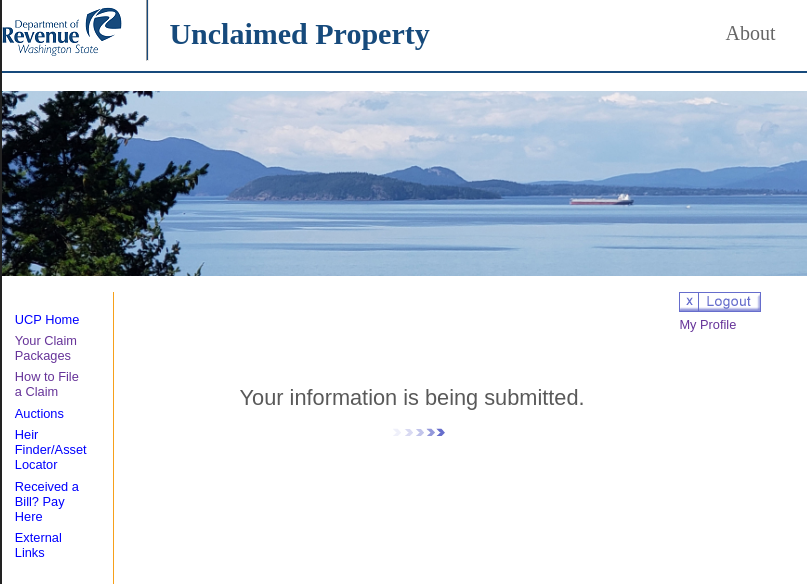 Department of
Revenue
Washington State
Unclaimed Property
About
x Logout
My Profile
UCP Home
Your Claim
Packages
How to File
a Claim
Auctions
Heir
Finder/Asset
Locator
Received a
Bill? Pay
Here
External
Links
Your information is being submitted.